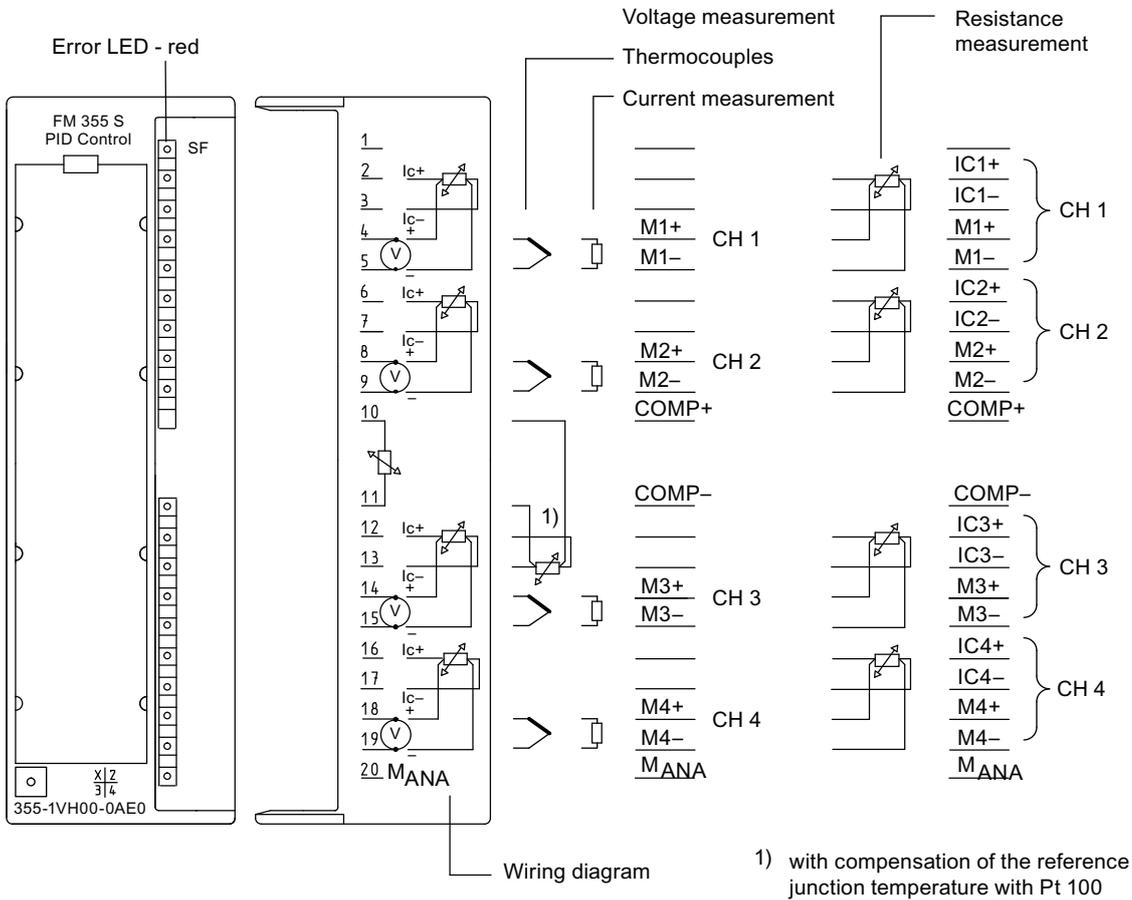 Error LED - red
FM 355 S
PID Control
SF
X 2
3 4
355-1VH00-0AE0
1
2 Ic+
3
Ic–
4 +
V
5 –
6 Ic+
7
Ic–
8 +
V
9 –
10
11
12 Ic+
13
Ic–
14 +
V
15 –
16 Ic+
17
Ic–
18 +
V
19 –
20 MANA
Wiring diagram
Voltage measurement
Thermocouples
Current measurement
1)
M1+
M1–
CH 1
M2+
M2–
CH 2
COMP+
COMP–
M3+
M3–
CH 3
M4+
M4–
CH 4
MANA
Resistance
measurement
IC1+
IC1–
M1+
M1–
CH 1
IC2+
IC2–
M2+
M2–
CH 2
COMP+
COMP–
IC3+
IC3–
M3+
M3–
CH 3
IC4+
IC4–
M4+
M4–
CH 4
MANA
1) with compensation of the reference
junction temperature with Pt 100